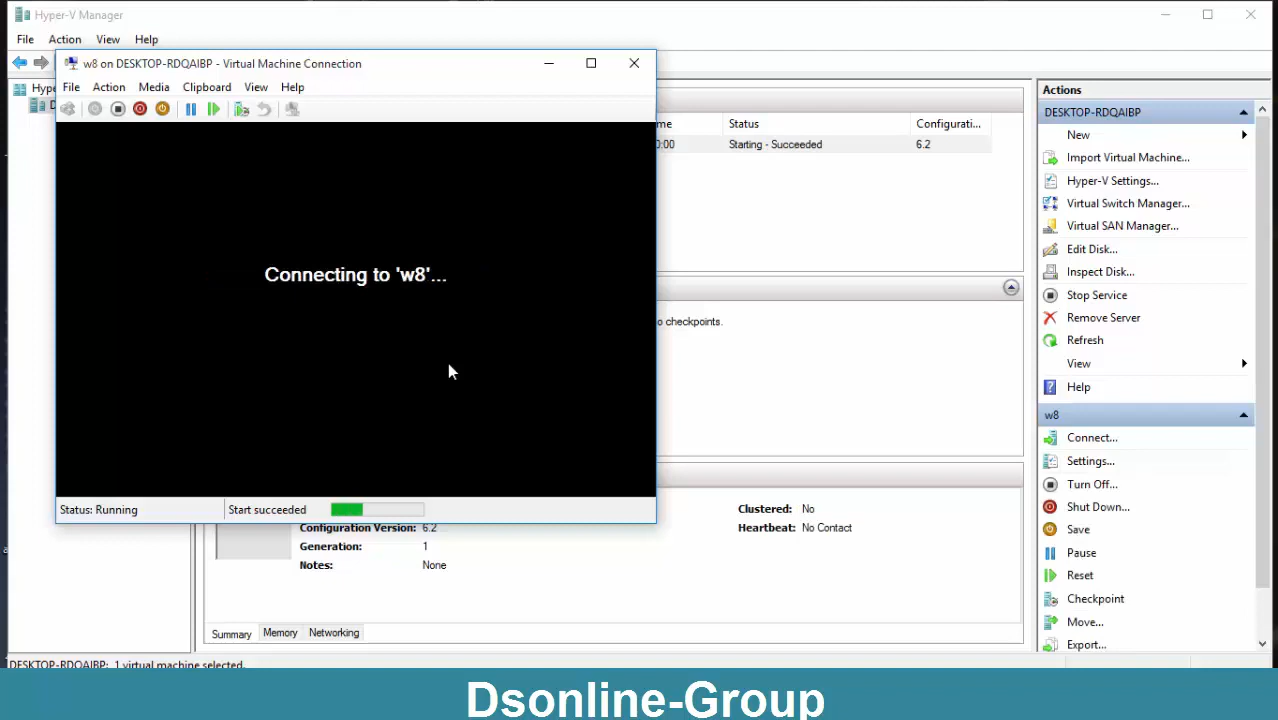 Hyper-V Manager
File Action View Help
w8 on DESKTOP-RDQAIBP - Virtual Machine Connection
File Action Media Clipboard View Help
Connecting to 'w8'...
Status: Running
Start succeeded
Status Configurati...
Starting - Succeeded 6.2
o checkpoints.
Configuration Version: 6.2
Generation: 1
Notes: None
Clustered: No
Heartbeat: No Contact
Summary Memory Networking
Actions
DESKTOP-RDQAIBP
New
Import Virtual Machine...
Hyper-V Settings...
Virtual Switch Manager...
Virtual SAN Manager...
Edit Disk...
Inspect Disk...
Stop Service
Remove Server
Refresh
View
Help
w8
Connect...
Settings...
Turn Off...
Shut Down...
Save
Pause
Reset
Checkpoint
Move...
Export...
DESKTOP-RDQAIBP: 1 virtual machine selected.
Dsonline-Group